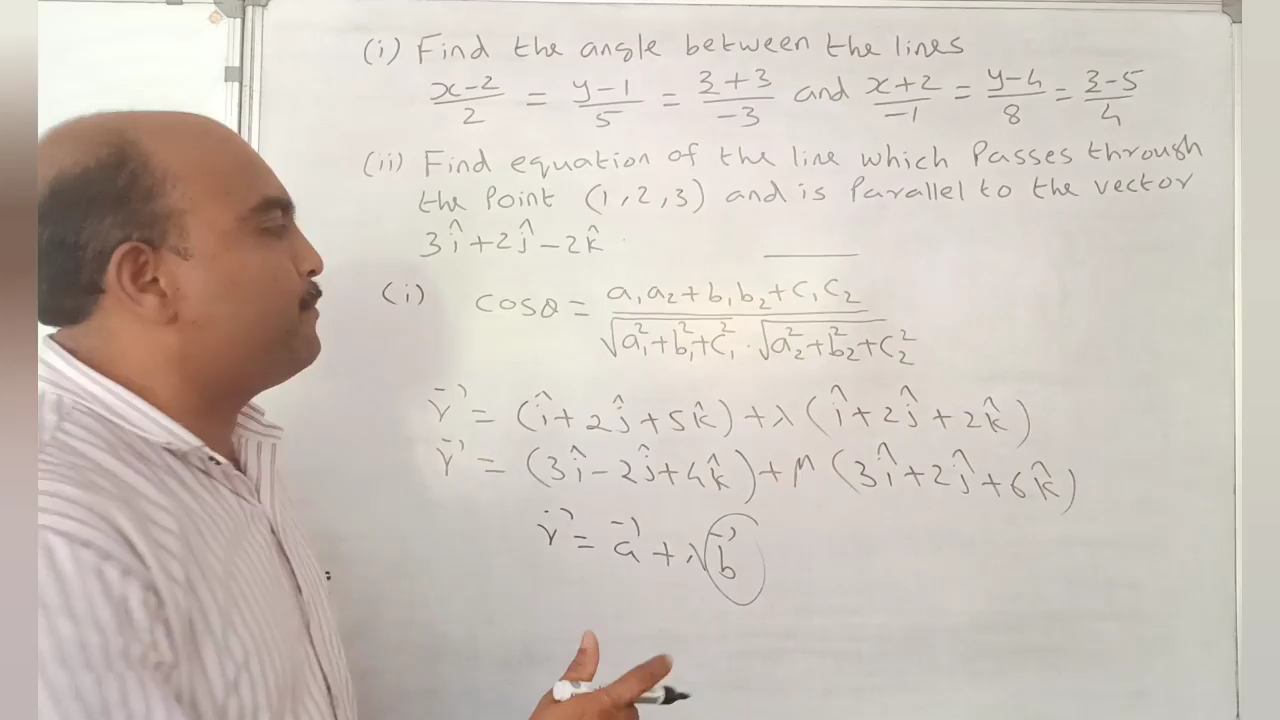 (i) Find the angle between the lines
x-2/2 = y-1/5 = z+3/-3 and x+2/-1 = y-4/8 = z-5/4
(ii) Find equation of the line which Passes through
the Point (1,2,3) and is Parallel to the vector
3î+2ĵ-2k̂
(i) cosθ = a₁a₂+b₁b₂+c₁c₂/√a₁²+b₁²+c₁² · √a₂²+b₂²+c₂²
r⃗ = (î+2ĵ+5k̂)+λ(î+2ĵ+2k̂)
r⃗ = (3î-2ĵ+4k̂)+μ(3î+2ĵ+6k̂)
r⃗ = a⃗+λb⃗